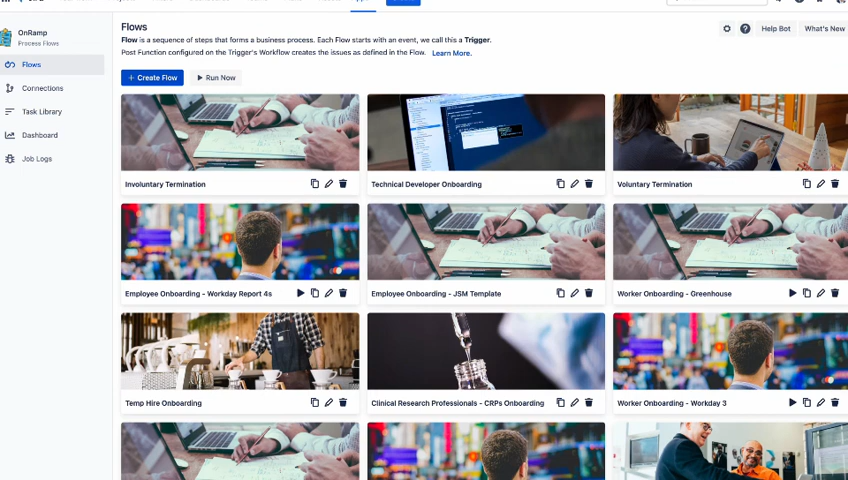 OnRamp
Process Flows
Flows
Connections
Task Library
Dashboard
Job Logs
Flows
Flow is a sequence of steps that forms a business process. Each Flow starts with an event, we call this a Trigger.
Post Function configured on the Trigger's Workflow creates the issues as defined in the Flow. Learn More.
Help Bot
What's New
+ Create Flow
Run Now
Involuntary Termination
Technical Developer Onboarding
Voluntary Termination
Employee Onboarding - Workday Report 4s
Employee Onboarding - JSM Template
Worker Onboarding - Greenhouse
Temp Hire Onboarding
Clinical Research Professionals - CRPs Onboarding
Worker Onboarding - Workday 3